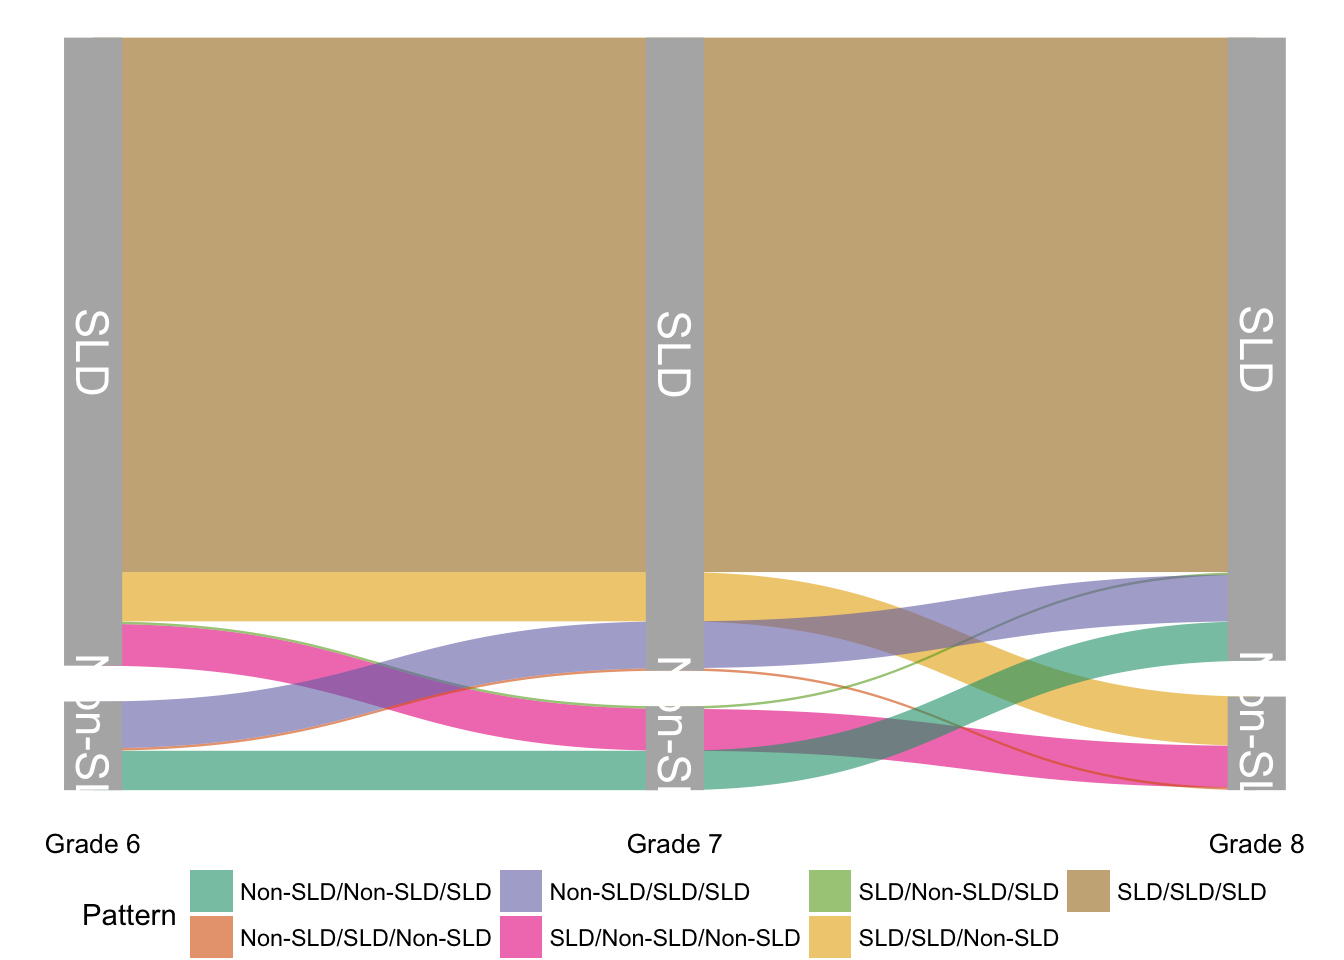 SLD
SLD
SLD
Non-SL
Non-SL
Non-SL
Grade 6
Grade 7
Grade 8
Pattern
Non-SLD/Non-SLD/SLD
Non-SLD/SLD/SLD
SLD/Non-SLD/SLD
SLD/SLD/SLD
Non-SLD/SLD/Non-SLD
SLD/Non-SLD/Non-SLD
SLD/SLD/Non-SLD